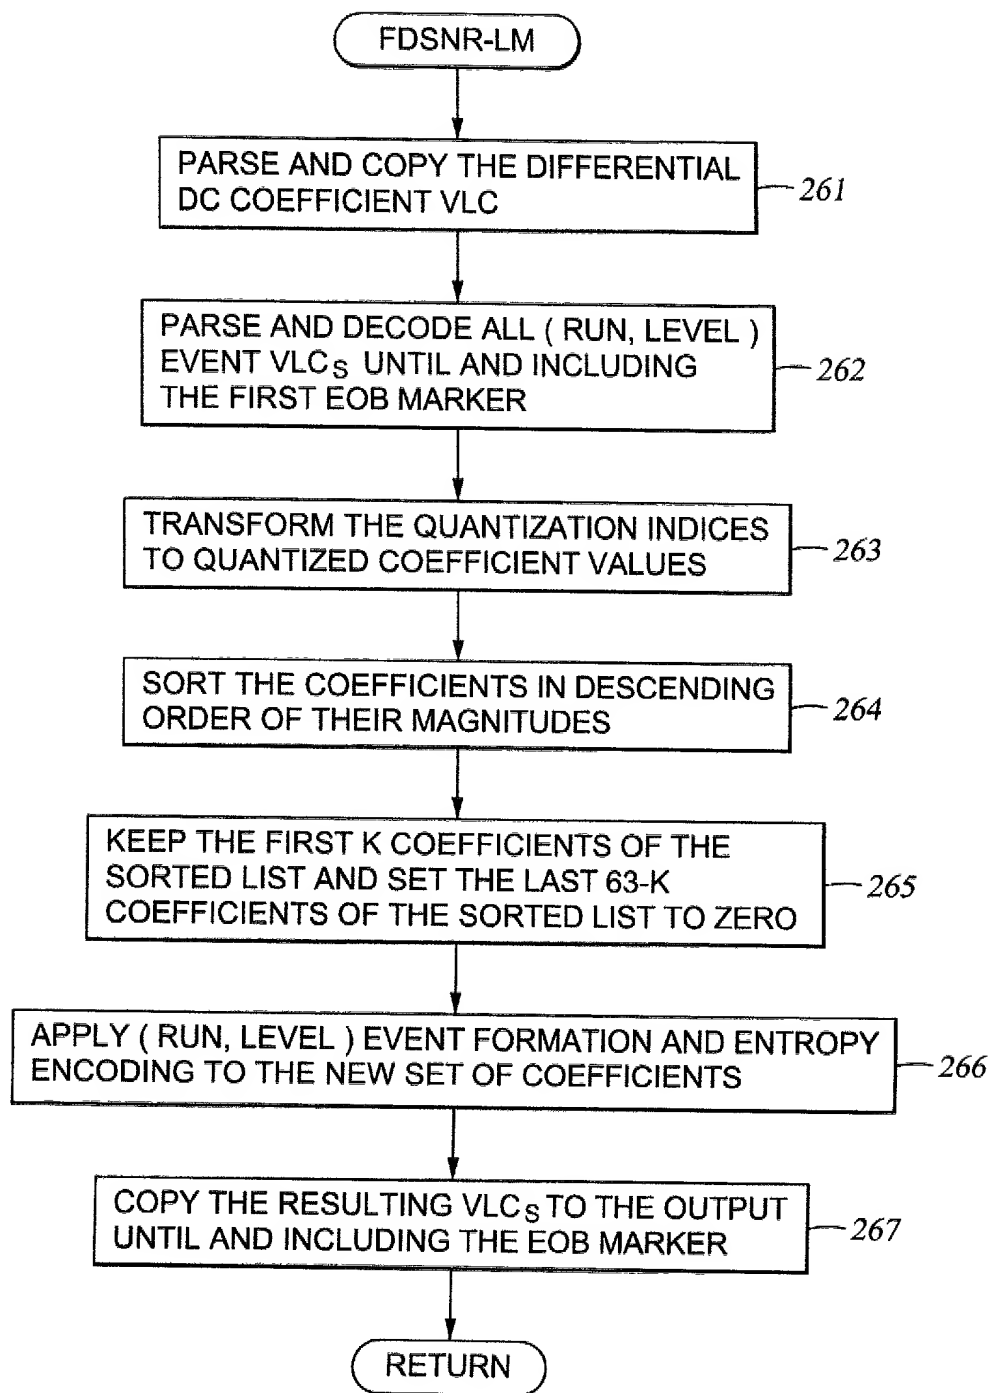 FDSNR-LM
PARSE AND COPY THE DIFFERENTIAL
DC COEFFICIENT VLC
261
PARSE AND DECODE ALL ( RUN, LEVEL )
EVENT VLCS UNTIL AND INCLUDING
THE FIRST EOB MARKER
262
TRANSFORM THE QUANTIZATION INDICES
TO QUANTIZED COEFFICIENT VALUES
263
SORT THE COEFFICIENTS IN DESCENDING
ORDER OF THEIR MAGNITUDES
264
KEEP THE FIRST K COEFFICIENTS OF THE
SORTED LIST AND SET THE LAST 63-K
COEFFICIENTS OF THE SORTED LIST TO ZERO
265
APPLY ( RUN, LEVEL ) EVENT FORMATION AND ENTROPY
ENCODING TO THE NEW SET OF COEFFICIENTS
266
COPY THE RESULTING VLCS TO THE OUTPUT
UNTIL AND INCLUDING THE EOB MARKER
267
RETURN